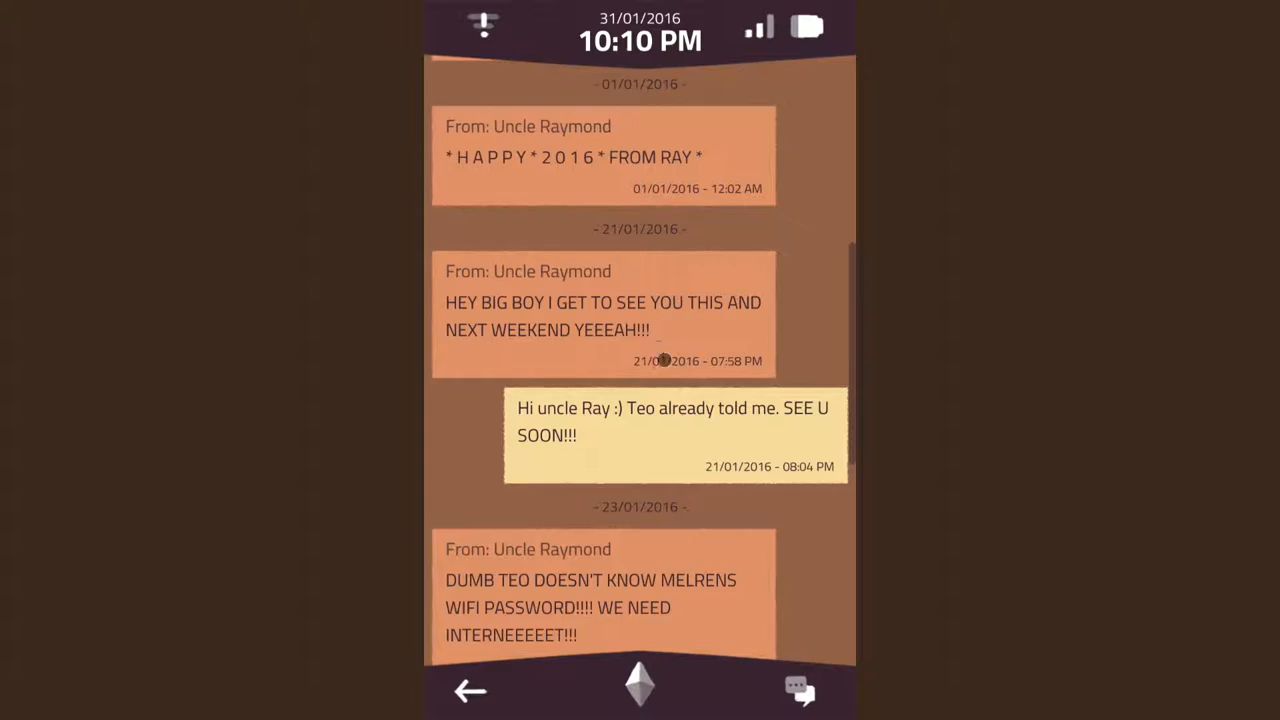 31/01/2016
10:10 PM
- 01/01/2016 -
From: Uncle Raymond
* H A P P Y * 2 0 1 6 * FROM RAY *
01/01/2016 - 12:02 AM
- 21/01/2016 -
From: Uncle Raymond
HEY BIG BOY I GET TO SEE YOU THIS AND
NEXT WEEKEND YEEEAH!!!
21/01/2016 - 07:58 PM
Hi uncle Ray :) Teo already told me. SEE U
SOON!!!
21/01/2016 - 08:04 PM
- 23/01/2016 -
From: Uncle Raymond
DUMB TEO DOESN'T KNOW MELRENS
WIFI PASSWORD!!!! WE NEED
INTERNEEEEET!!!